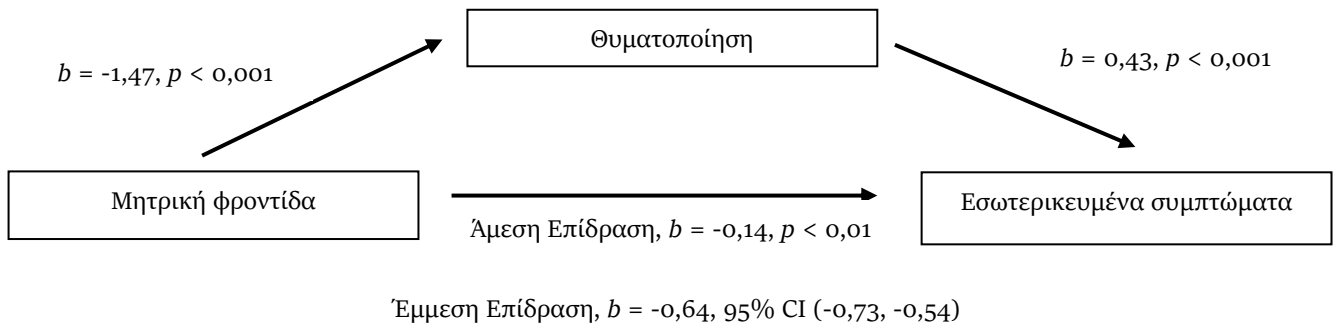 Θυματοποίηση
b = -1,47, p < 0,001
b = 0,43, p < 0,001
Μητρική φροντίδα
Εσωτερικευμένα συμπτώματα
Άμεση Επίδραση, b = -0,14, p < 0,01
Έμμεση Επίδραση, b = -0,64, 95% CI (-0,73, -0,54)